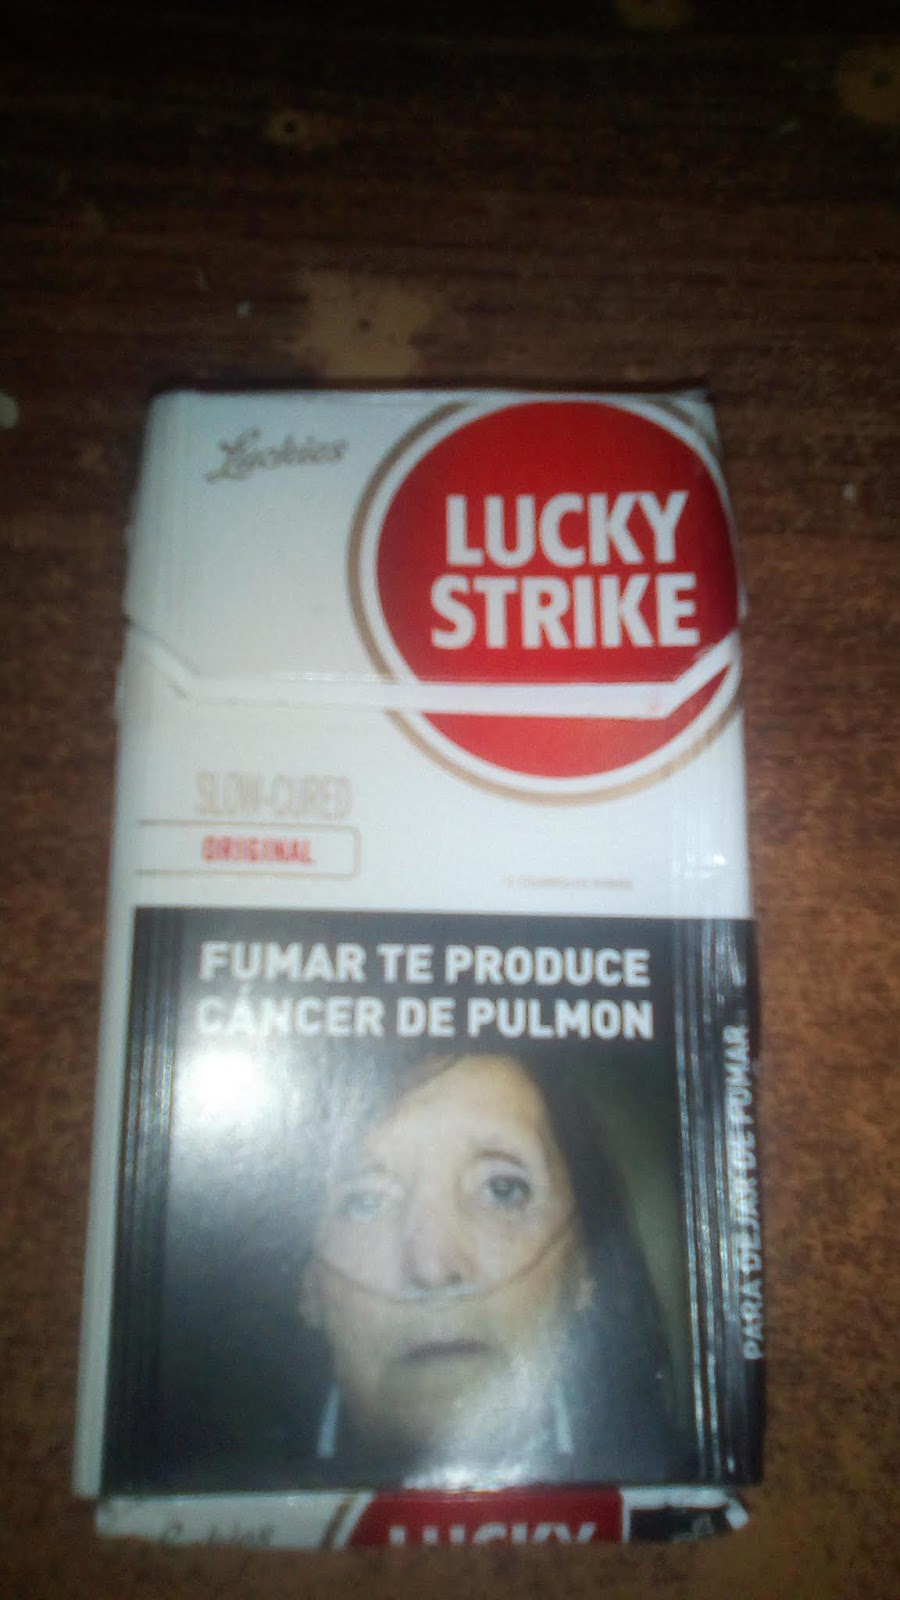 Luckies
LUCKY
STRIKE
SLOW-CURED
ORIGINAL
FUMAR TE PRODUCE
CÁNCER DE PULMON
PARA DEJAR DE FUMAR
LUCKY